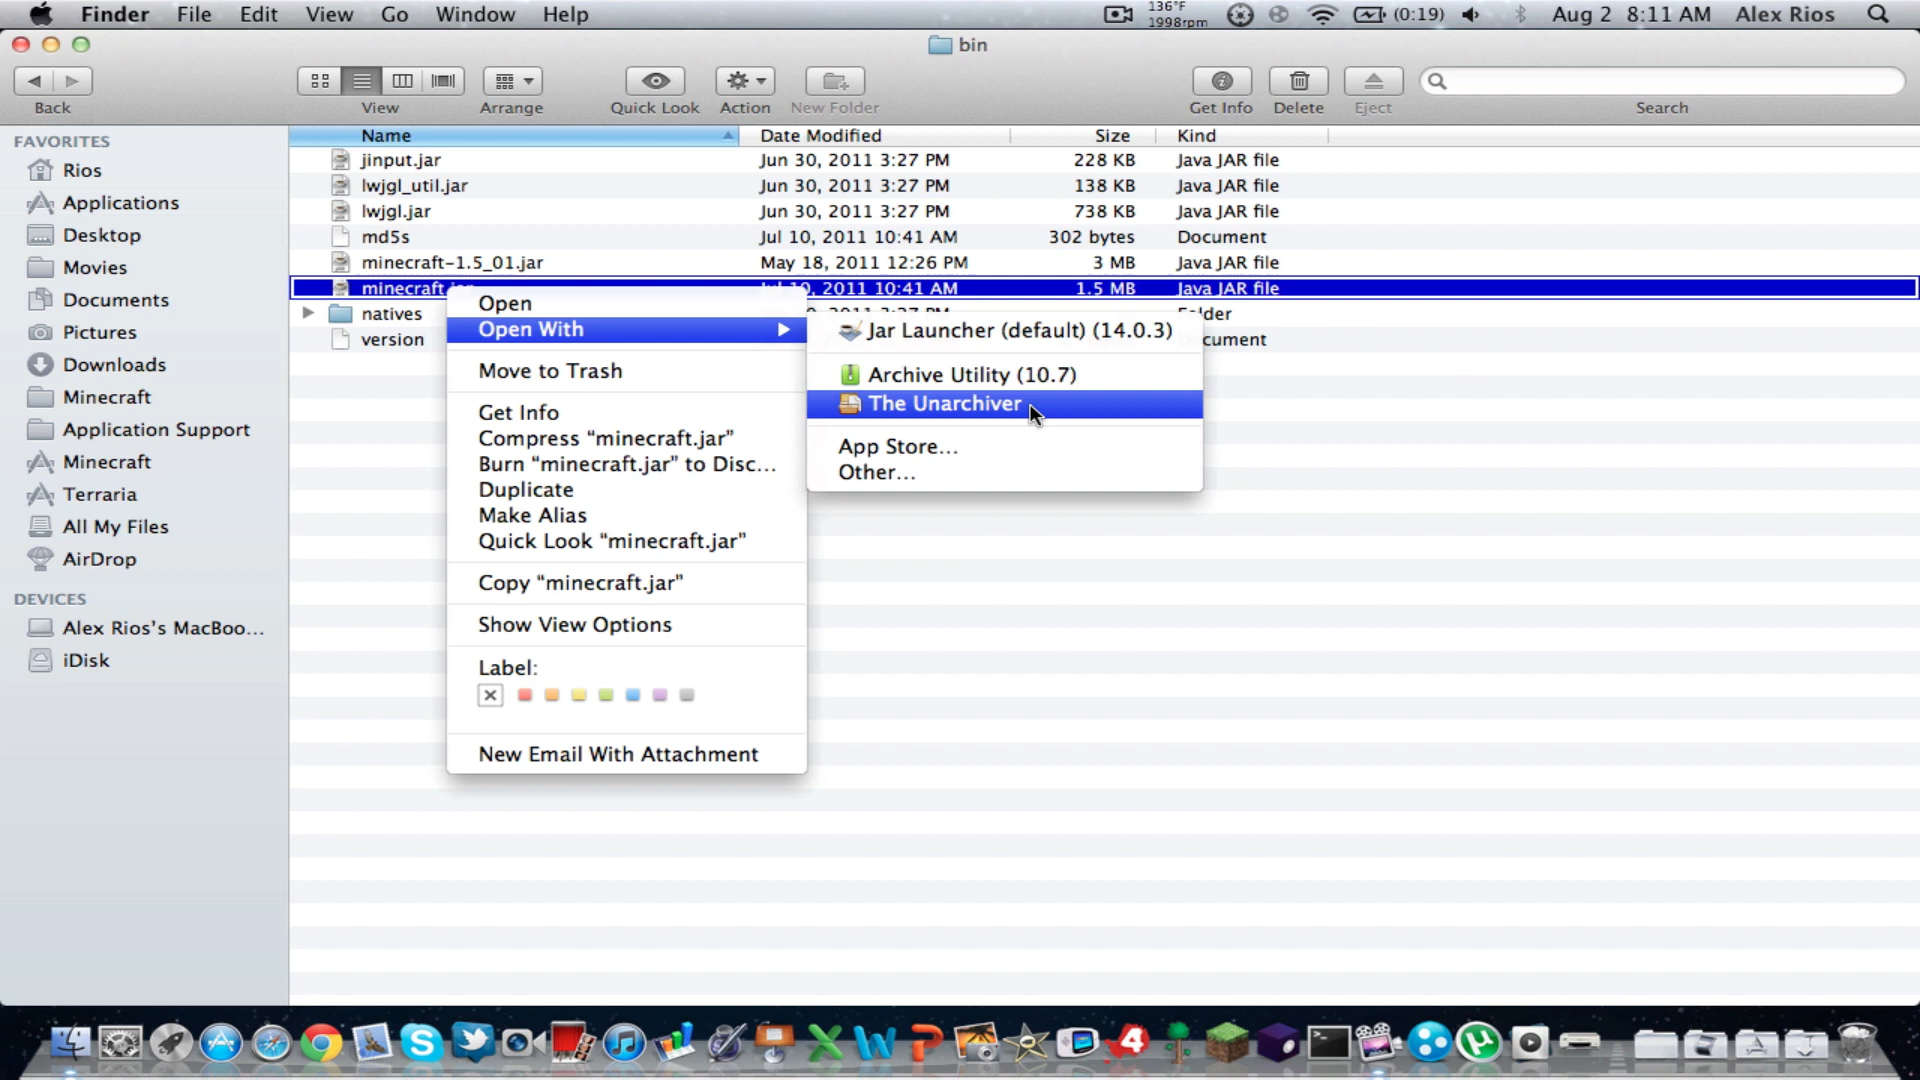 Finder File Edit View Go Window Help 136°F 1998rpm (0:19) Aug 2 8:11 AM Alex Rios
bin
Back View Arrange Quick Look Action New Folder Get Info Delete Eject Search
FAVORITES
Rios
Applications
Desktop
Movies
Documents
Pictures
Downloads
Minecraft
Application Support
Minecraft
Terraria
All My Files
AirDrop
DEVICES
Alex Rios's MacBoo...
iDisk
Name Date Modified Size Kind
jinput.jar Jun 30, 2011 3:27 PM 228 KB Java JAR file
lwjgl_util.jar Jun 30, 2011 3:27 PM 138 KB Java JAR file
lwjgl.jar Jun 30, 2011 3:27 PM 738 KB Java JAR file
md5s Jul 10, 2011 10:41 AM 302 bytes Document
minecraft-1.5_01.jar May 18, 2011 12:26 PM 3 MB Java JAR file
minecraft.jar Jul 10, 2011 10:41 AM 1.5 MB Java JAR file
natives
version
Open
Open With
Move to Trash
Get Info
Compress “minecraft.jar”
Burn “minecraft.jar” to Disc...
Duplicate
Make Alias
Quick Look “minecraft.jar”
Copy “minecraft.jar”
Show View Options
Label:
New Email With Attachment
Jar Launcher (default) (14.0.3)
Archive Utility (10.7)
The Unarchiver
App Store...
Other...